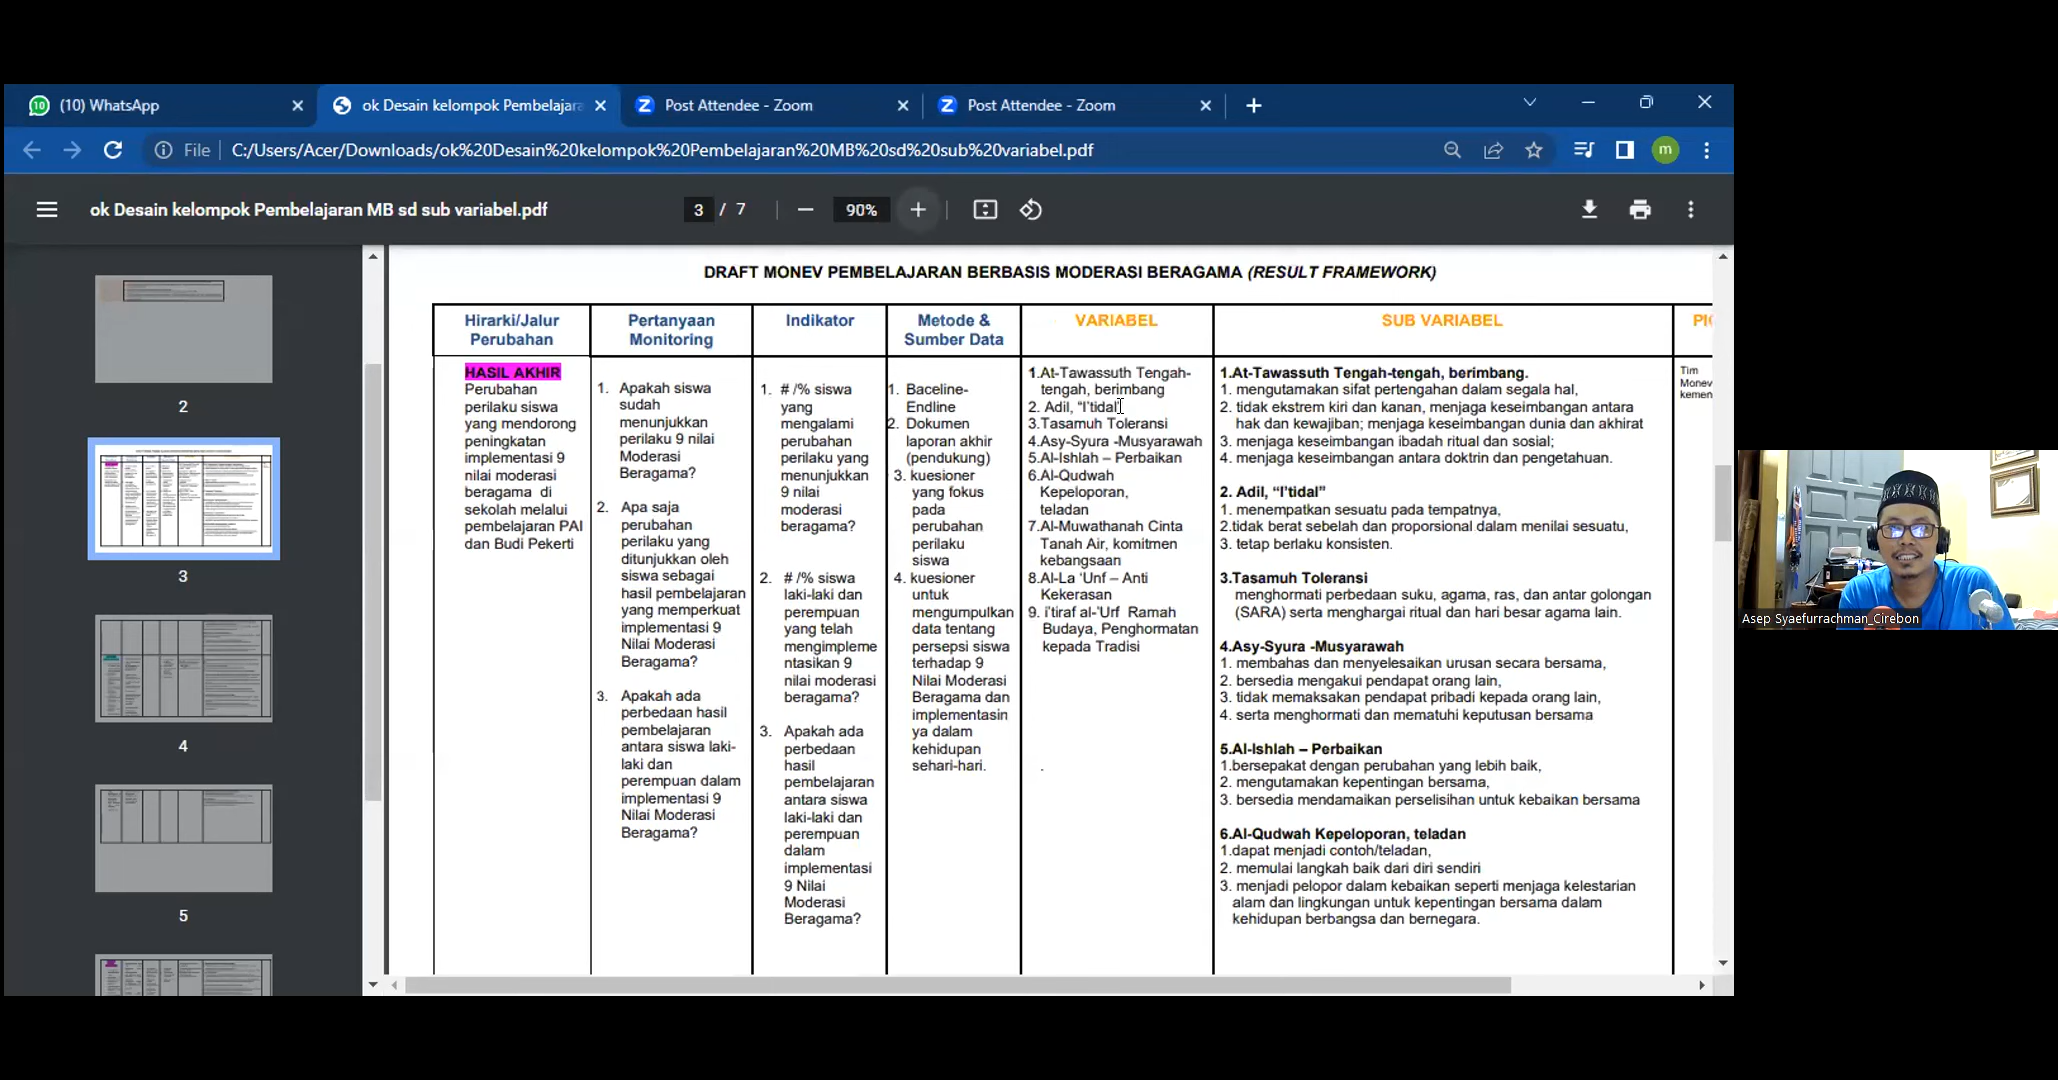 (10) WhatsApp
ok Desain kelompok Pembelajara
Post Attendee - Zoom
Post Attendee - Zoom
File
C:/Users/Acer/Downloads/ok%20Desain%20kelompok%20Pembelajaran%20MB%20sd%20sub%20variabel.pdf
m
ok Desain kelompok Pembelajaran MB sd sub variabel.pdf
3 / 7
90%
2
3
4
5
DRAFT MONEV PEMBELAJARAN BERBASIS MODERASI BERAGAMA (RESULT FRAMEWORK)
Hirarki/Jalur
Perubahan
HASIL AKHIR
Perubahan
perilaku siswa
yang mendorong
peningkatan
implementasi 9
nilai moderasi
beragama di
sekolah melalui
pembelajaran PAI
dan Budi Pekerti
Pertanyaan
Monitoring
1. Apakah siswa
sudah
menunjukkan
perilaku 9 nilai
Moderasi
Beragama?
2. Apa saja
perubahan
perilaku yang
ditunjukkan oleh
siswa sebagai
hasil pembelajaran
yang memperkuat
implementasi 9
Nilai Moderasi
Beragama?
3. Apakah ada
perbedaan hasil
pembelajaran
antara siswa laki-
laki dan
perempuan dalam
implementasi 9
Nilai Moderasi
Beragama?
Indikator
1. # /% siswa
yang
mengalami
perubahan
perilaku yang
menunjukkan
9 nilai
moderasi
beragama?
2. # /% siswa
laki-laki dan
perempuan
yang telah
mengimpleme
ntasikan 9
nilai moderasi
beragama?
3. Apakah ada
perbedaan
hasil
pembelajaran
antara siswa
laki-laki dan
perempuan
dalam
implementasi
9 Nilai
Moderasi
Beragama?
Metode &
Sumber Data
1. Baceline-
Endline
2. Dokumen
laporan akhir
(pendukung)
3. kuesioner
yang fokus
pada
perubahan
perilaku
siswa
4. kuesioner
untuk
mengumpulkan
data tentang
persepsi siswa
terhadap 9
Nilai Moderasi
Beragama dan
implementasin
ya dalam
kehidupan
sehari-hari.
VARIABEL
1.At-Tawassuth Tengah-
tengah, berimbang
2. Adil, “I’tidal”
3.Tasamuh Toleransi
4.Asy-Syura -Musyarawah
5.Al-Ishlah – Perbaikan
6.Al-Qudwah
Kepeloporan,
teladan
7.Al-Muwathanah Cinta
Tanah Air, komitmen
kebangsaan
8.Al-La ‘Unf – Anti
Kekerasan
9. i’tiraf al-‘Urf Ramah
Budaya, Penghormatan
kepada Tradisi
.
SUB VARIABEL
1.At-Tawassuth Tengah-tengah, berimbang.
1. mengutamakan sifat pertengahan dalam segala hal,
2. tidak ekstrem kiri dan kanan, menjaga keseimbangan antara
hak dan kewajiban; menjaga keseimbangan dunia dan akhirat
3. menjaga keseimbangan ibadah ritual dan sosial;
4. menjaga keseimbangan antara doktrin dan pengetahuan.
2. Adil, “I’tidal”
1. menempatkan sesuatu pada tempatnya,
2.tidak berat sebelah dan proporsional dalam menilai sesuatu,
3. tetap berlaku konsisten.
3.Tasamuh Toleransi
menghormati perbedaan suku, agama, ras, dan antar golongan
(SARA) serta menghargai ritual dan hari besar agama lain.
4.Asy-Syura -Musyarawah
1. membahas dan menyelesaikan urusan secara bersama,
2. bersedia mengakui pendapat orang lain,
3. tidak memaksakan pendapat pribadi kepada orang lain,
4. serta menghormati dan mematuhi keputusan bersama
5.Al-Ishlah – Perbaikan
1.bersepakat dengan perubahan yang lebih baik,
2. mengutamakan kepentingan bersama,
3. bersedia mendamaikan perselisihan untuk kebaikan bersama
6.Al-Qudwah Kepeloporan, teladan
1.dapat menjadi contoh/teladan,
2. memulai langkah baik dari diri sendiri
3. menjadi pelopor dalam kebaikan seperti menjaga kelestarian
alam dan lingkungan untuk kepentingan bersama dalam
kehidupan berbangsa dan bernegara.
PI
Tim
Monev
kemen
Asep Syaefurrachman_Cirebon